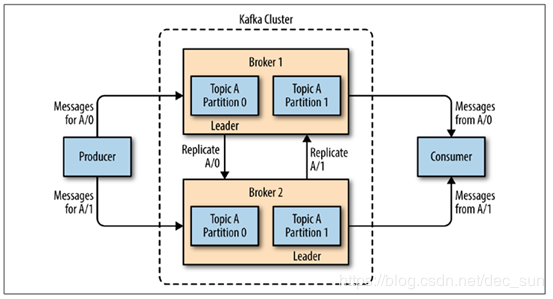 Kafka Cluster
Broker 1
Topic A
Partition 0
Topic A
Partition 1
Leader
Messages
for A/0
Messages
from A/0
Producer
Replicate
A/0
Replicate
A/1
Consumer
Messages
for A/1
Messages
from A/1
Broker 2
Topic A
Partition 0
Topic A
Partition 1
Leader
https://blog.csdn.net/dec_sun